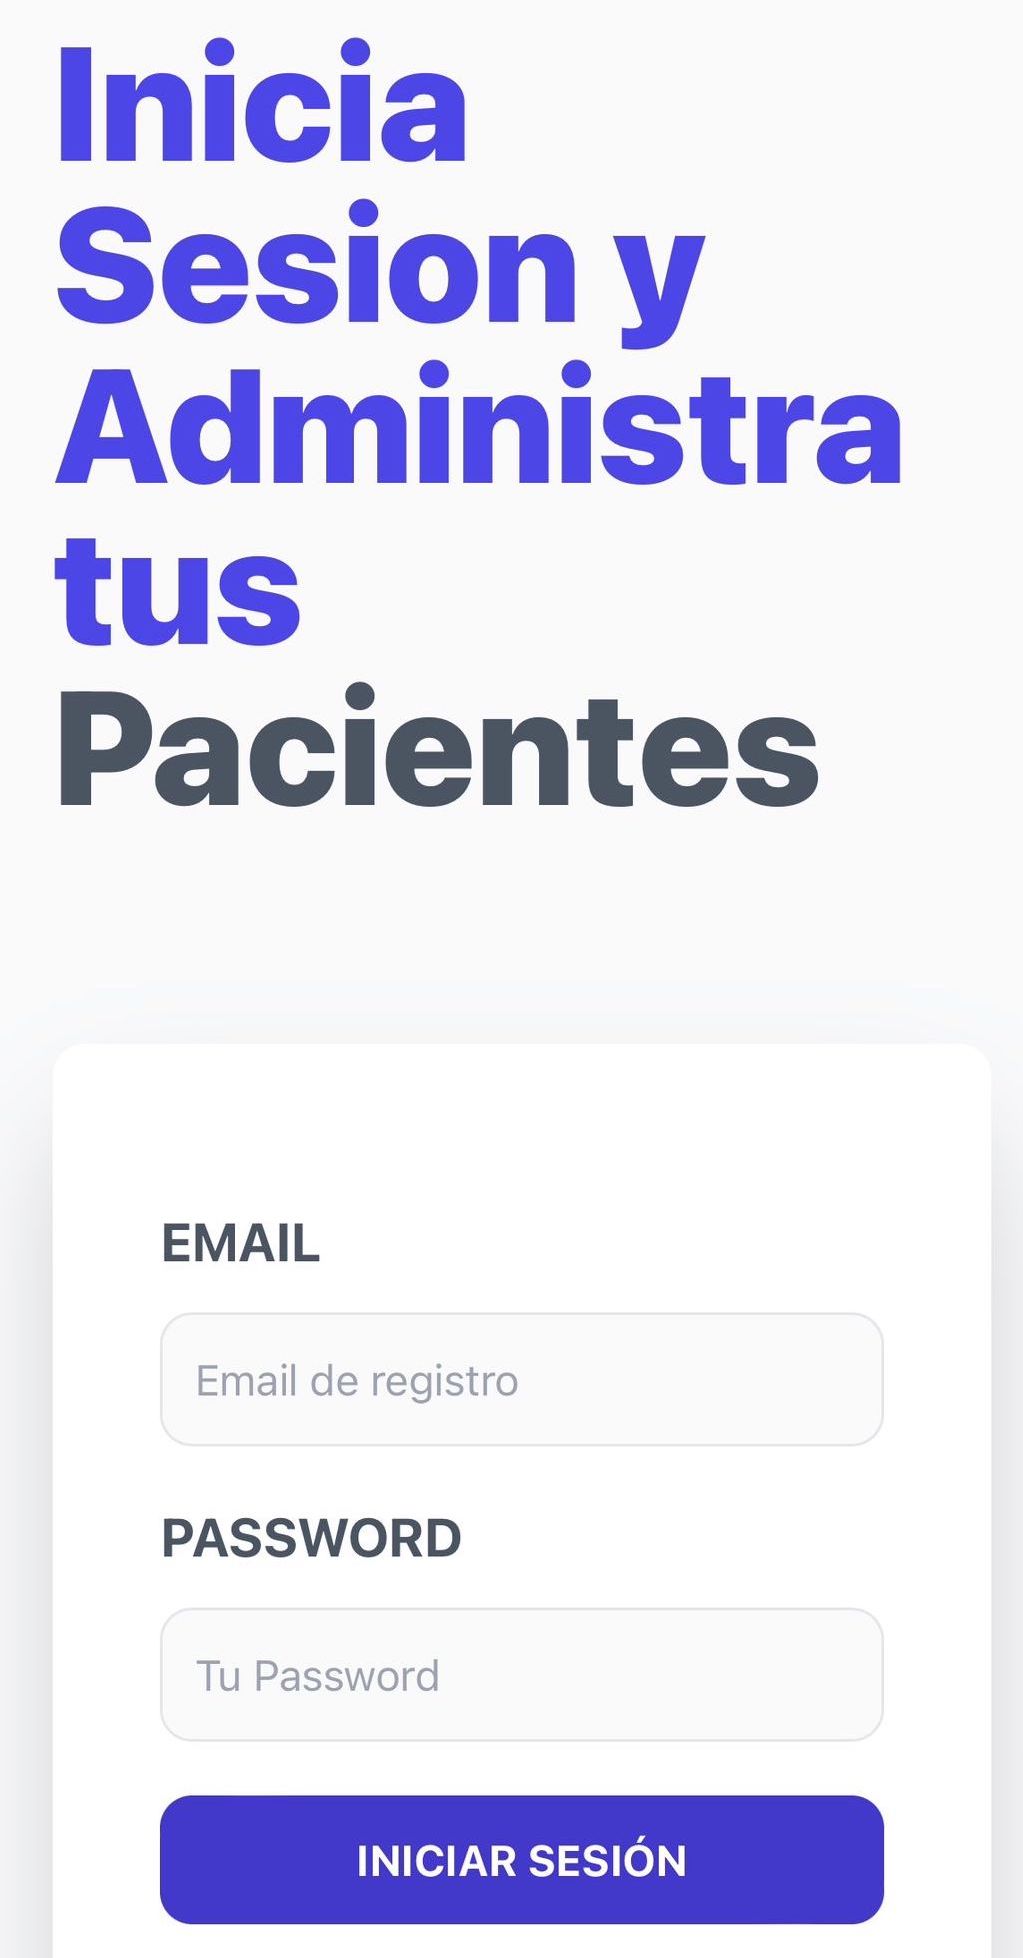 Inicia
Sesion y
Administra
tus
Pacientes
EMAIL
Email de registro
PASSWORD
Tu Password
INICIAR SESIÓN